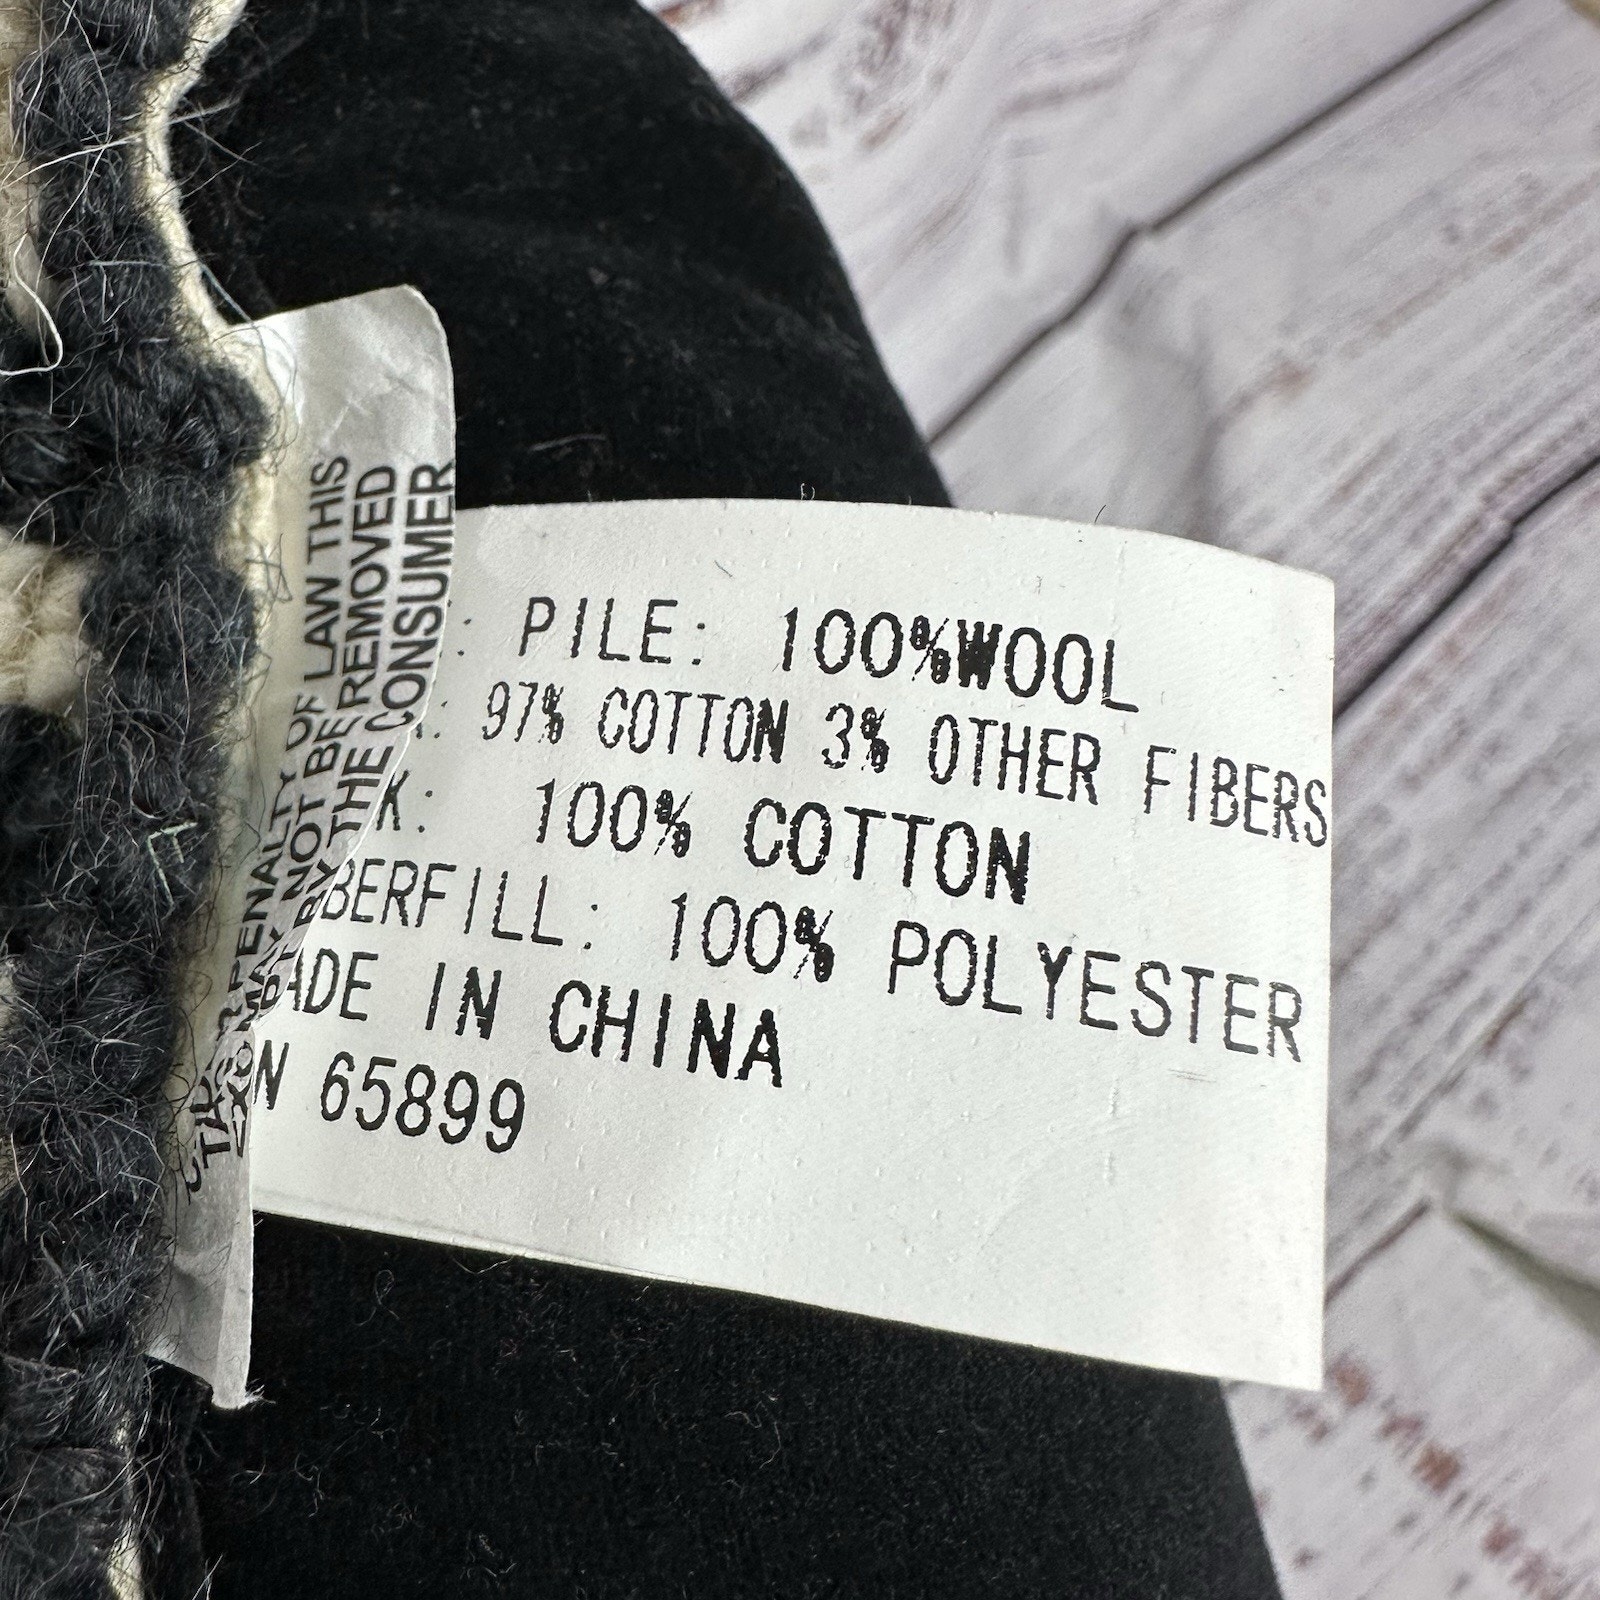 PENALTY OF LAW THIS
NOT BE REMOVED
BY THE CONSUMER
: PILE: 100%WOOL
: 97% COTTON 3% OTHER FIBERS
K: 100% COTTON
BERFILL: 100% POLYESTER
ADE IN CHINA
N 65899